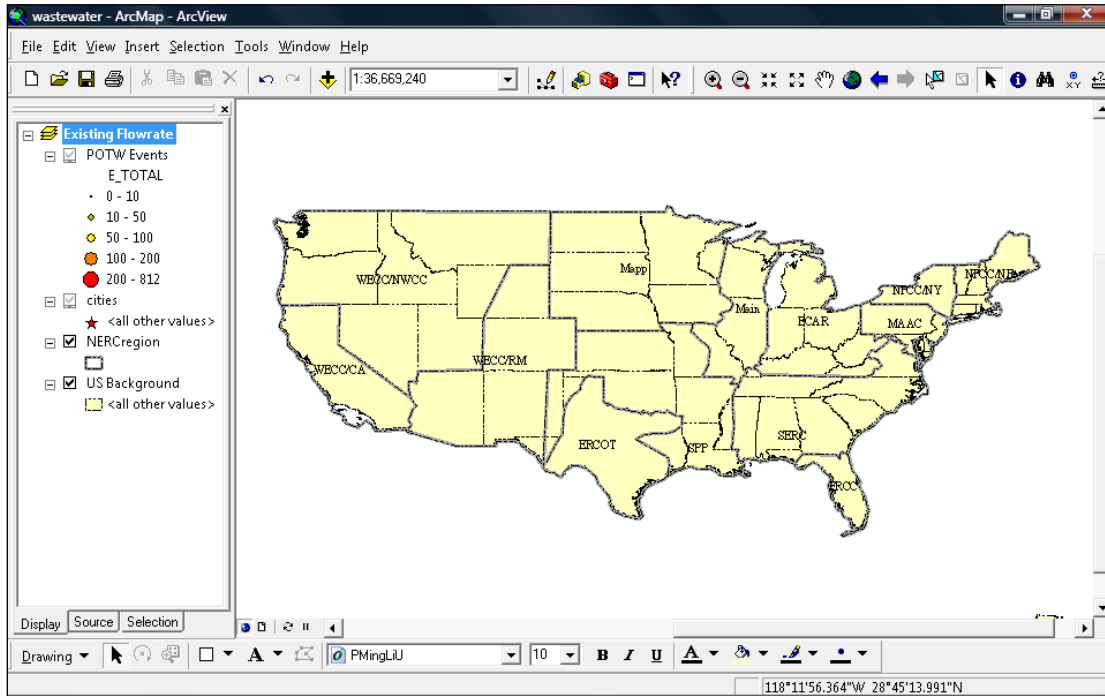 wastewater - ArcMap - ArcView
File Edit View Insert Selection Tools Window Help
1:36,669,240
XY
Existing Flowrate
POTW Events
E_TOTAL
0 - 10
10 - 50
50 - 100
100 - 200
200 - 812
cities
<all other values>
NERCregion
US Background
<all other values>
WECC/NWCC
Mapp
NPCC/NY
Main
ECAR
MAAC
WECC/CA
WECC/RM
ERCOT
SPP
SERC
Display Source Selection
Drawing A PMingLiU 10 B I U A
118°11'56.364"W 28°45'13.991"N